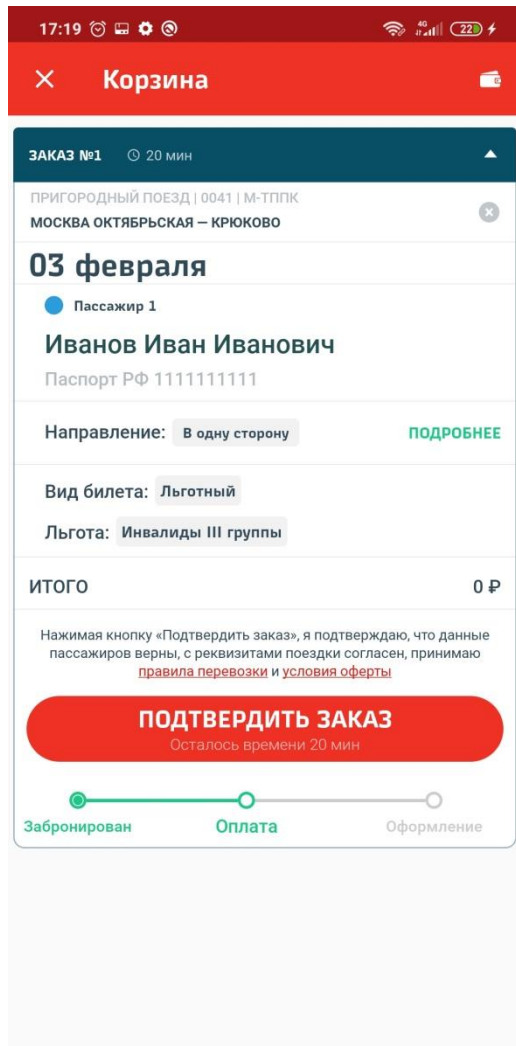 17:19 4G 22
Корзина
ЗАКАЗ №1 20 мин
ПРИГОРОДНЫЙ ПОЕЗД | 0041 | М-ТППК
МОСКВА ОКТЯБРЬСКАЯ — КРЮКОВО
03 февраля
Пассажир 1
Иванов Иван Иванович
Паспорт РФ 1111111111
Направление: В одну сторону ПОДРОБНЕЕ
Вид билета: Льготный
Льгота: Инвалиды III группы
ИТОГО 0 ₽
Нажимая кнопку «Подтвердить заказ», я подтверждаю, что данные
пассажиров верны, с реквизитами поездки согласен, принимаю
правила перевозки и условия оферты
ПОДТВЕРДИТЬ ЗАКАЗ
Осталось времени 20 мин
Забронирован Оплата Оформление